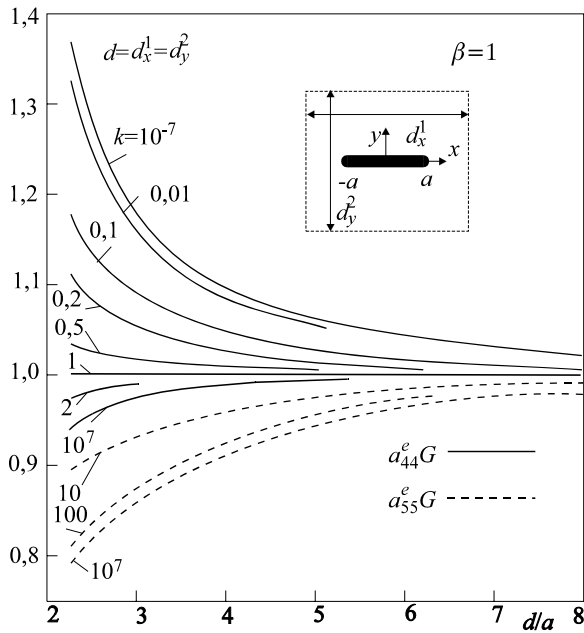 1,4
d=d_x^1=d_y^2
β=1
1,3
k=10^-7
y
d_x^1
x
1,2
0,01
-a
a
d_y^2
0,1
1,1
0,2
0,5
1
1,0
2
10^7
0,9
10
a_44^e G
100
a_55^e G
0,8
10^7
2
3
4
5
6
7
d/a
8